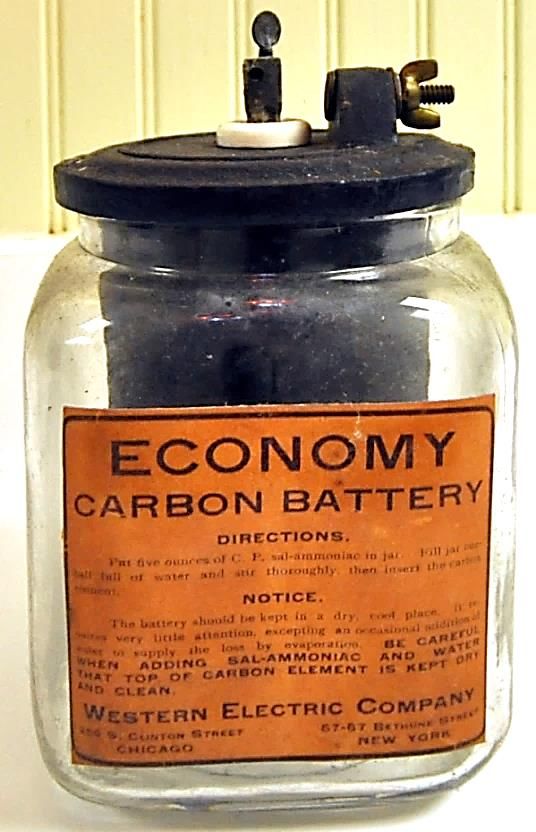 ECONOMY
CARBON BATTERY
DIRECTIONS.
Put five ounces of C. P. sal-ammoniac in jar. Fill jar one-
half full of water and stir thoroughly, then insert the carbon
element.
NOTICE.
The battery should be kept in a dry, cool place. It re-
quires very little attention, excepting an occasional addition of
water to supply the loss by evaporation. BE CAREFUL
WHEN ADDING SAL-AMMONIAC AND WATER
THAT TOP OF CARBON ELEMENT IS KEPT DRY
AND CLEAN.
WESTERN ELECTRIC COMPANY
S. CLINTON STREET 57-67 BETHUNE STREET
CHICAGO NEW YORK